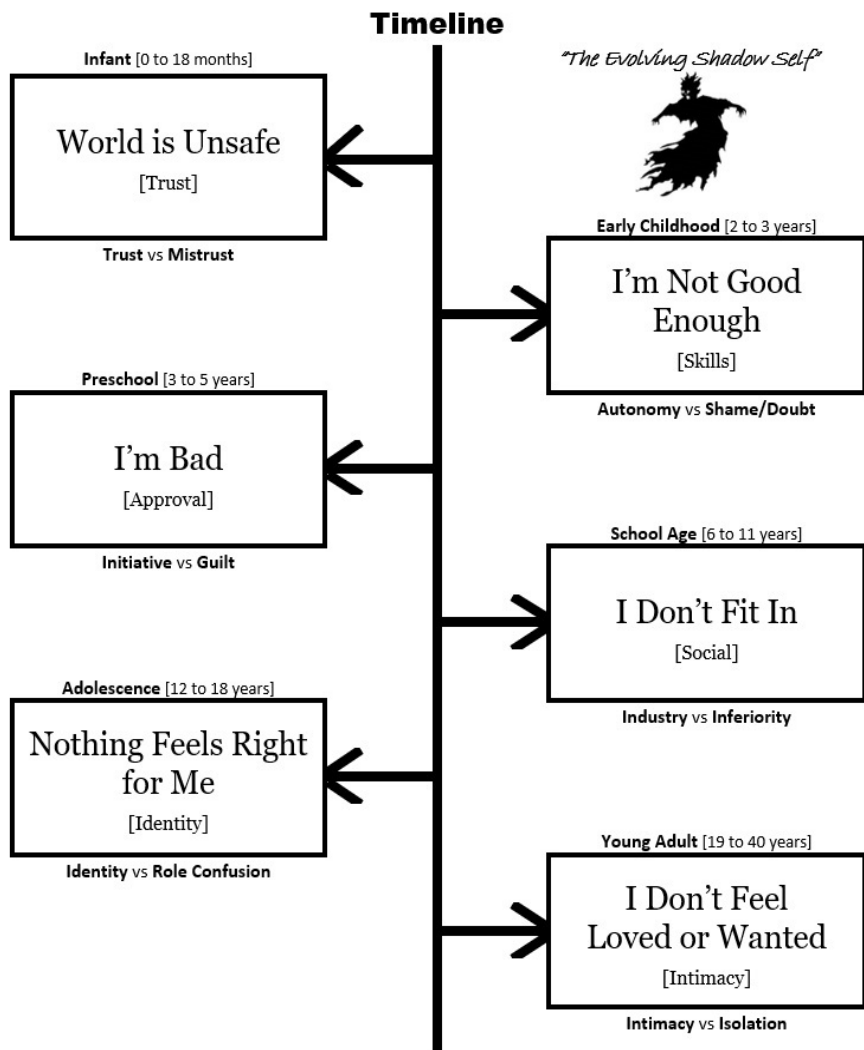 Timeline
"The Evolving Shadow Self"
Infant [0 to 18 months]
World is Unsafe
[Trust]
Trust vs Mistrust
Early Childhood [2 to 3 years]
I'm Not Good
Enough
[Skills]
Autonomy vs Shame/Doubt
Preschool [3 to 5 years]
I'm Bad
[Approval]
Initiative vs Guilt
School Age [6 to 11 years]
I Don't Fit In
[Social]
Industry vs Inferiority
Adolescence [12 to 18 years]
Nothing Feels Right
for Me
[Identity]
Identity vs Role Confusion
Young Adult [19 to 40 years]
I Don't Feel
Loved or Wanted
[Intimacy]
Intimacy vs Isolation